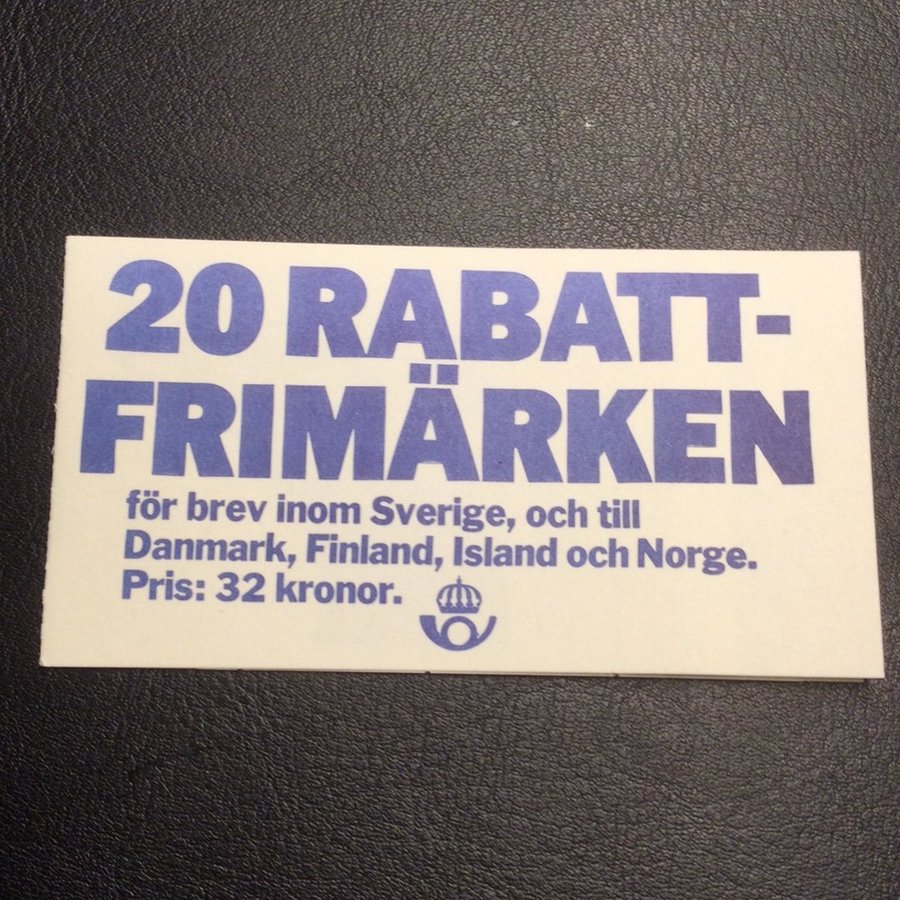 20 RABATT-
FRIMÄRKEN
för brev inom Sverige, och till
Danmark, Finland, Island och Norge.
Pris: 32 kronor.